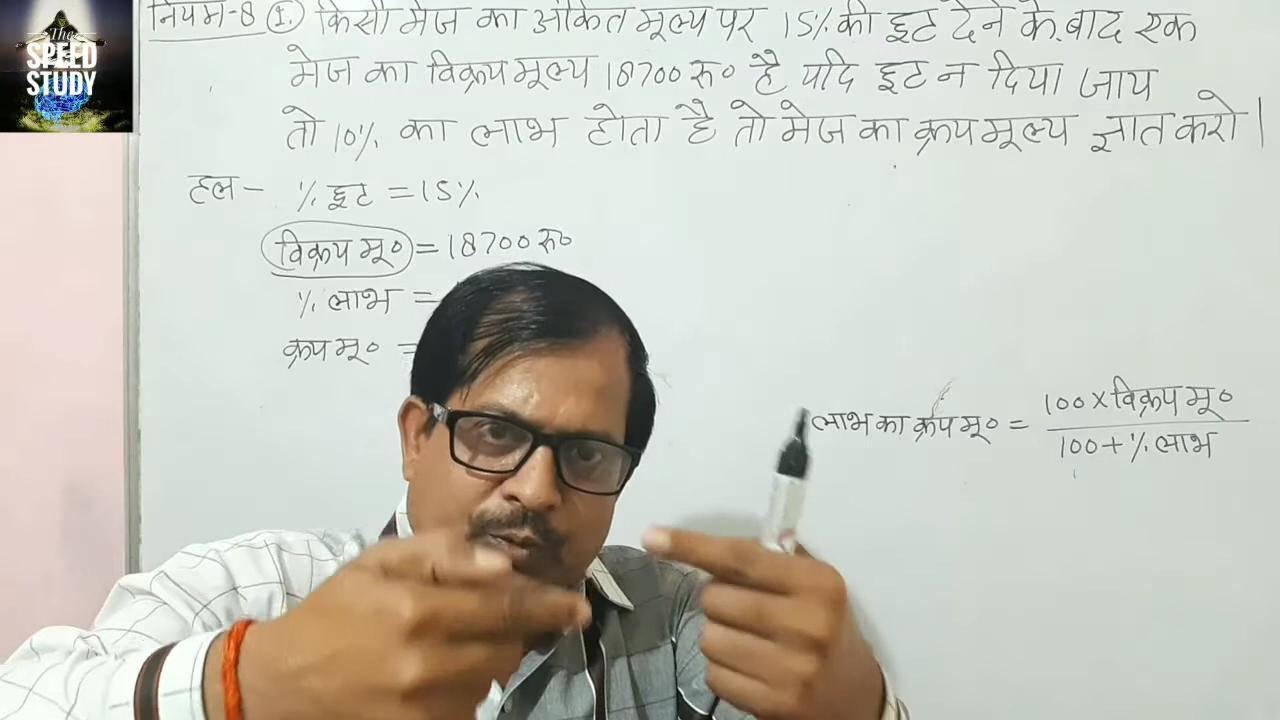 The
SPEED
STUDY
नियम-8 (I.) किसी मेज का अंकित मूल्य पर 15% की छूट देने के बाद एक
मेज का विक्रय मूल्य 18700 रू० है यदि छूट न दिया जाय
तो 10% का लाभ होता है तो मेज का क्रय मूल्य ज्ञात करो।
हल- % छूट = 15%
विक्रय मू० = 18700 रू०
% लाभ =
क्रय मू० =
लाभ का क्रय मू० = 100 × विक्रय मू०
100 + % लाभ